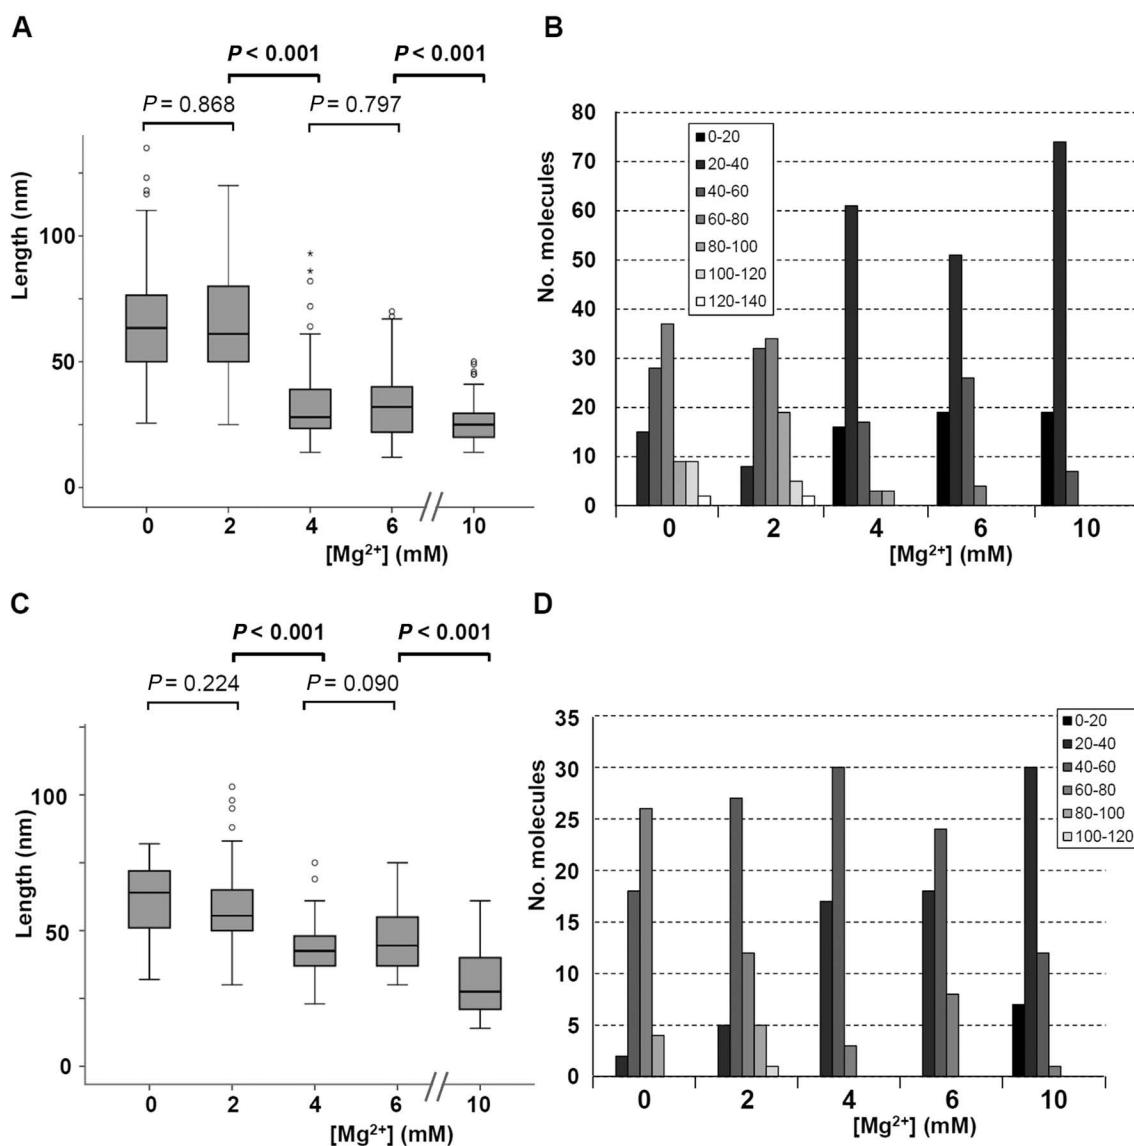 A
P < 0.001 P < 0.001
P = 0.868 P = 0.797
Length (nm)
100
50
0
0 2 4 6 10
[Mg²⁺] (mM)
B
No. molecules
80
70
60
50
40
30
20
10
0
0-20
20-40
40-60
60-80
80-100
100-120
120-140
0 2 4 6 10
[Mg²⁺] (mM)
C
P < 0.001 P < 0.001
P = 0.224 P = 0.090
Length (nm)
100
50
0
0 2 4 6 10
[Mg²⁺] (mM)
D
No. molecules
35
30
25
20
15
10
5
0
0-20
20-40
40-60
60-80
80-100
100-120
0 2 4 6 10
[Mg²⁺] (mM)